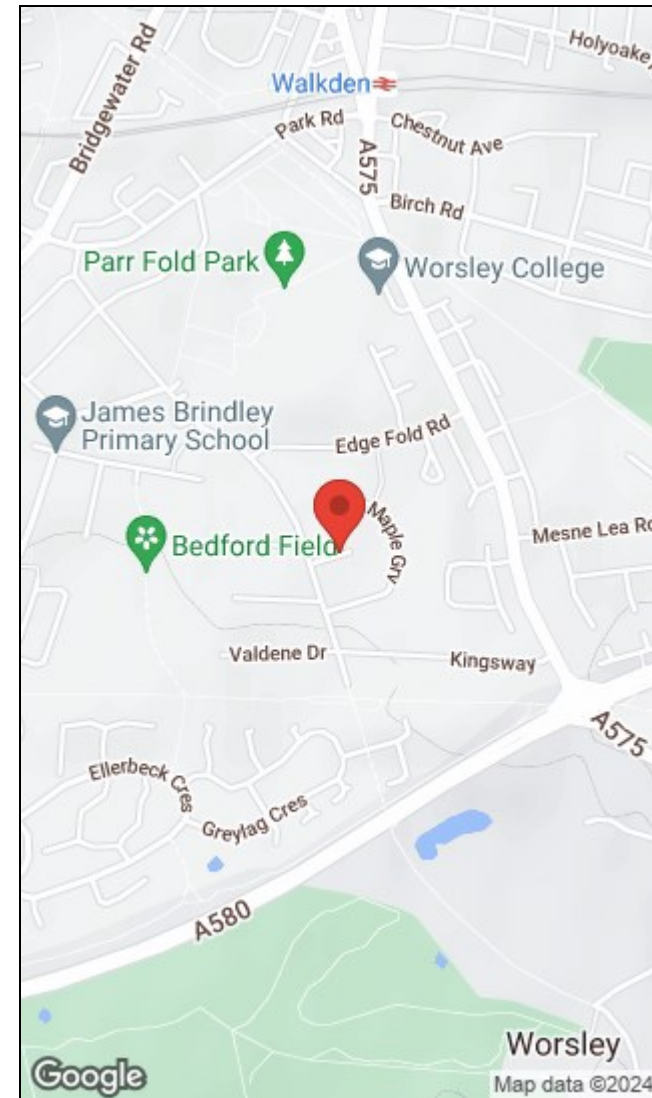 Holyoake
Walkden
Bridgewater Rd
Park Rd
Chestnut Ave
A575
Birch Rd
Parr Fold Park
Worsley College
James Brindley
Primary School
Edge Fold Rd
Maple Grv
Bedford Field
Mesne Lea Rd
Valdene Dr
Kingsway
A575
Ellerbeck Cres
Greylag Cres
A580
Worsley
Google
Map data ©2024